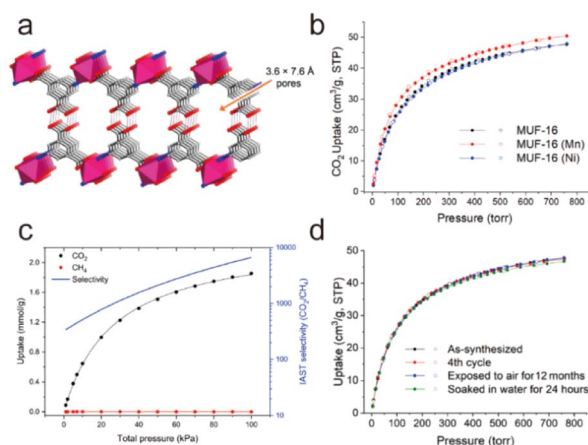 a
3.6 × 7.6 Å
pores
b
CO2 Uptake (cm³/g, STP)
60
50
40
30
20
10
0
MUF-16
MUF-16 (Mn)
MUF-16 (Ni)
0 100 200 300 400 500 600 700 800
Pressure (torr)
c
Uptake (mmol/g)
2.0
1.6
1.2
0.8
0.4
0.0
CO2
CH4
Selectivity
10000
1000
100
10
IAST selectivity (CO2/CH4)
0 20 40 60 80 100
Total pressure (kPa)
d
Uptake (cm³/g, STP)
60
50
40
30
20
10
0
As-synthesized
4th cycle
Exposed to air for 12 months
Soaked in water for 24 hours
0 100 200 300 400 500 600 700 800
Pressure (torr)